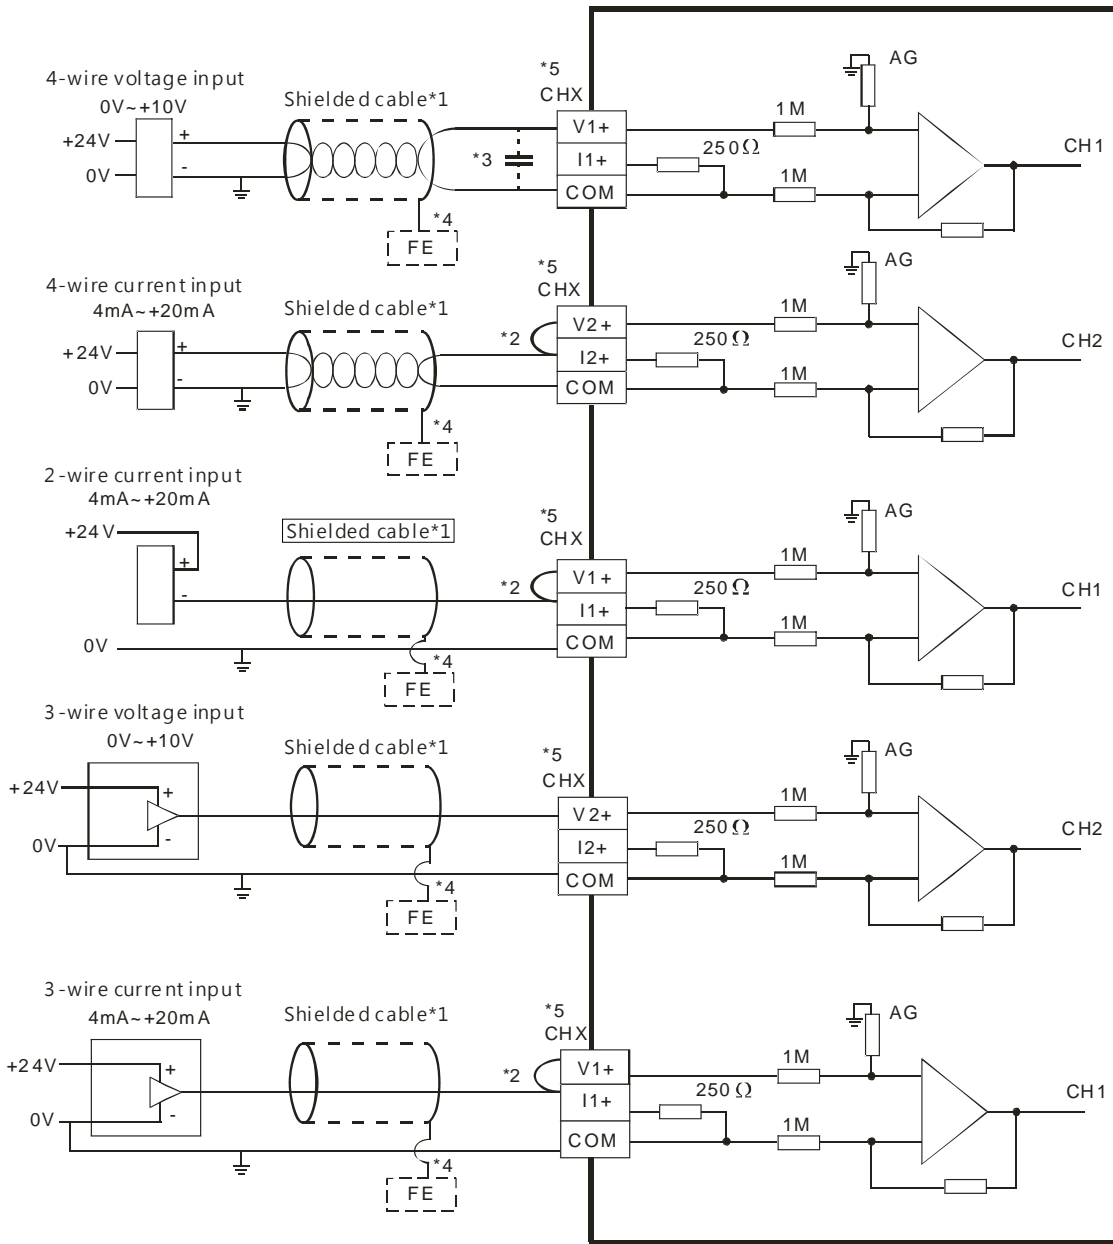 4-wire voltage input
0V~+10V
+24V
0V
+
-
Shielded cable*1
*3
*4
FE
*5
CHX
V1+
I1+
COM
250Ω
1M
1M
AG
CH1
4-wire current input
4mA~+20mA
+24V
0V
+
-
Shielded cable*1
*2
*4
FE
*5
CHX
V2+
I2+
COM
250Ω
1M
1M
AG
CH2
2-wire current input
4mA~+20mA
+24V
+
-
0V
Shielded cable*1
*2
*4
FE
*5
CHX
V1+
I1+
COM
250Ω
1M
1M
AG
CH1
3-wire voltage input
0V~+10V
+24V
0V
+
-
Shielded cable*1
*4
FE
*5
CHX
V2+
I2+
COM
250Ω
1M
1M
AG
CH2
3-wire current input
4mA~+20mA
+24V
0V
+
-
Shielded cable*1
*2
*4
FE
*5
CHX
V1+
I1+
COM
250Ω
1M
1M
AG
CH1